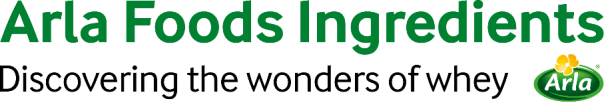 Arla Foods Ingredients
Discovering the wonders of whey
Arla®